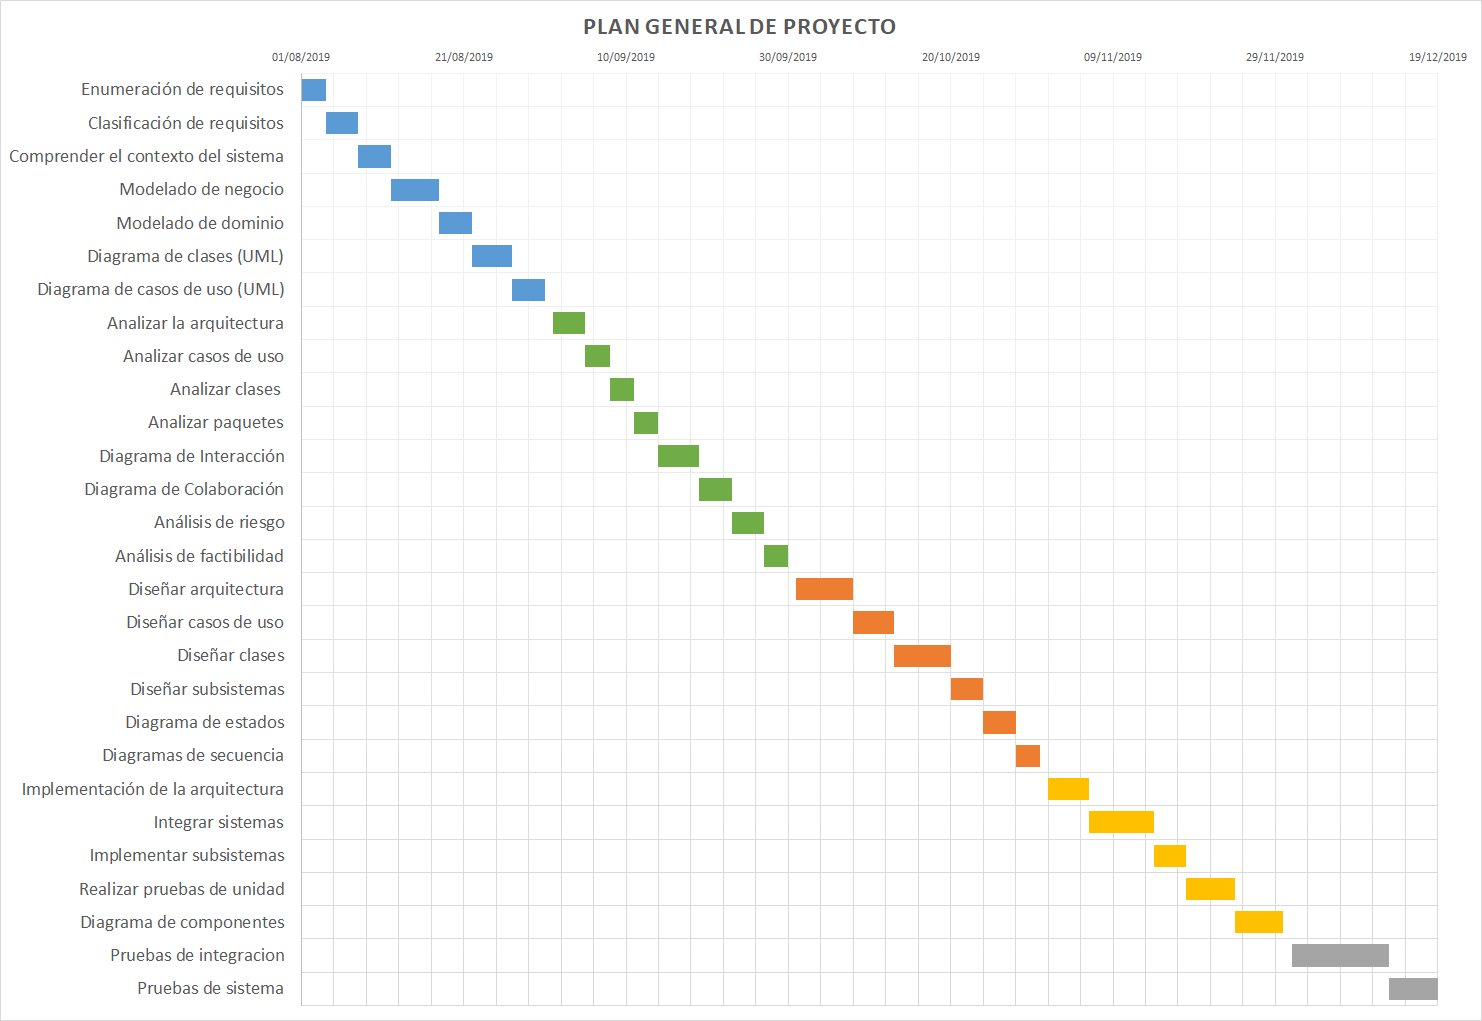 PLAN GENERAL DE PROYECTO
01/08/2019 21/08/2019 10/09/2019 30/09/2019 20/10/2019 09/11/2019 29/11/2019 19/12/2019
Enumeración de requisitos
Clasificación de requisitos
Comprender el contexto del sistema
Modelado de negocio
Modelado de dominio
Diagrama de clases (UML)
Diagrama de casos de uso (UML)
Analizar la arquitectura
Analizar casos de uso
Analizar clases
Analizar paquetes
Diagrama de Interacción
Diagrama de Colaboración
Análisis de riesgo
Análisis de factibilidad
Diseñar arquitectura
Diseñar casos de uso
Diseñar clases
Diseñar subsistemas
Diagrama de estados
Diagramas de secuencia
Implementación de la arquitectura
Integrar sistemas
Implementar subsistemas
Realizar pruebas de unidad
Diagrama de componentes
Pruebas de integracion
Pruebas de sistema